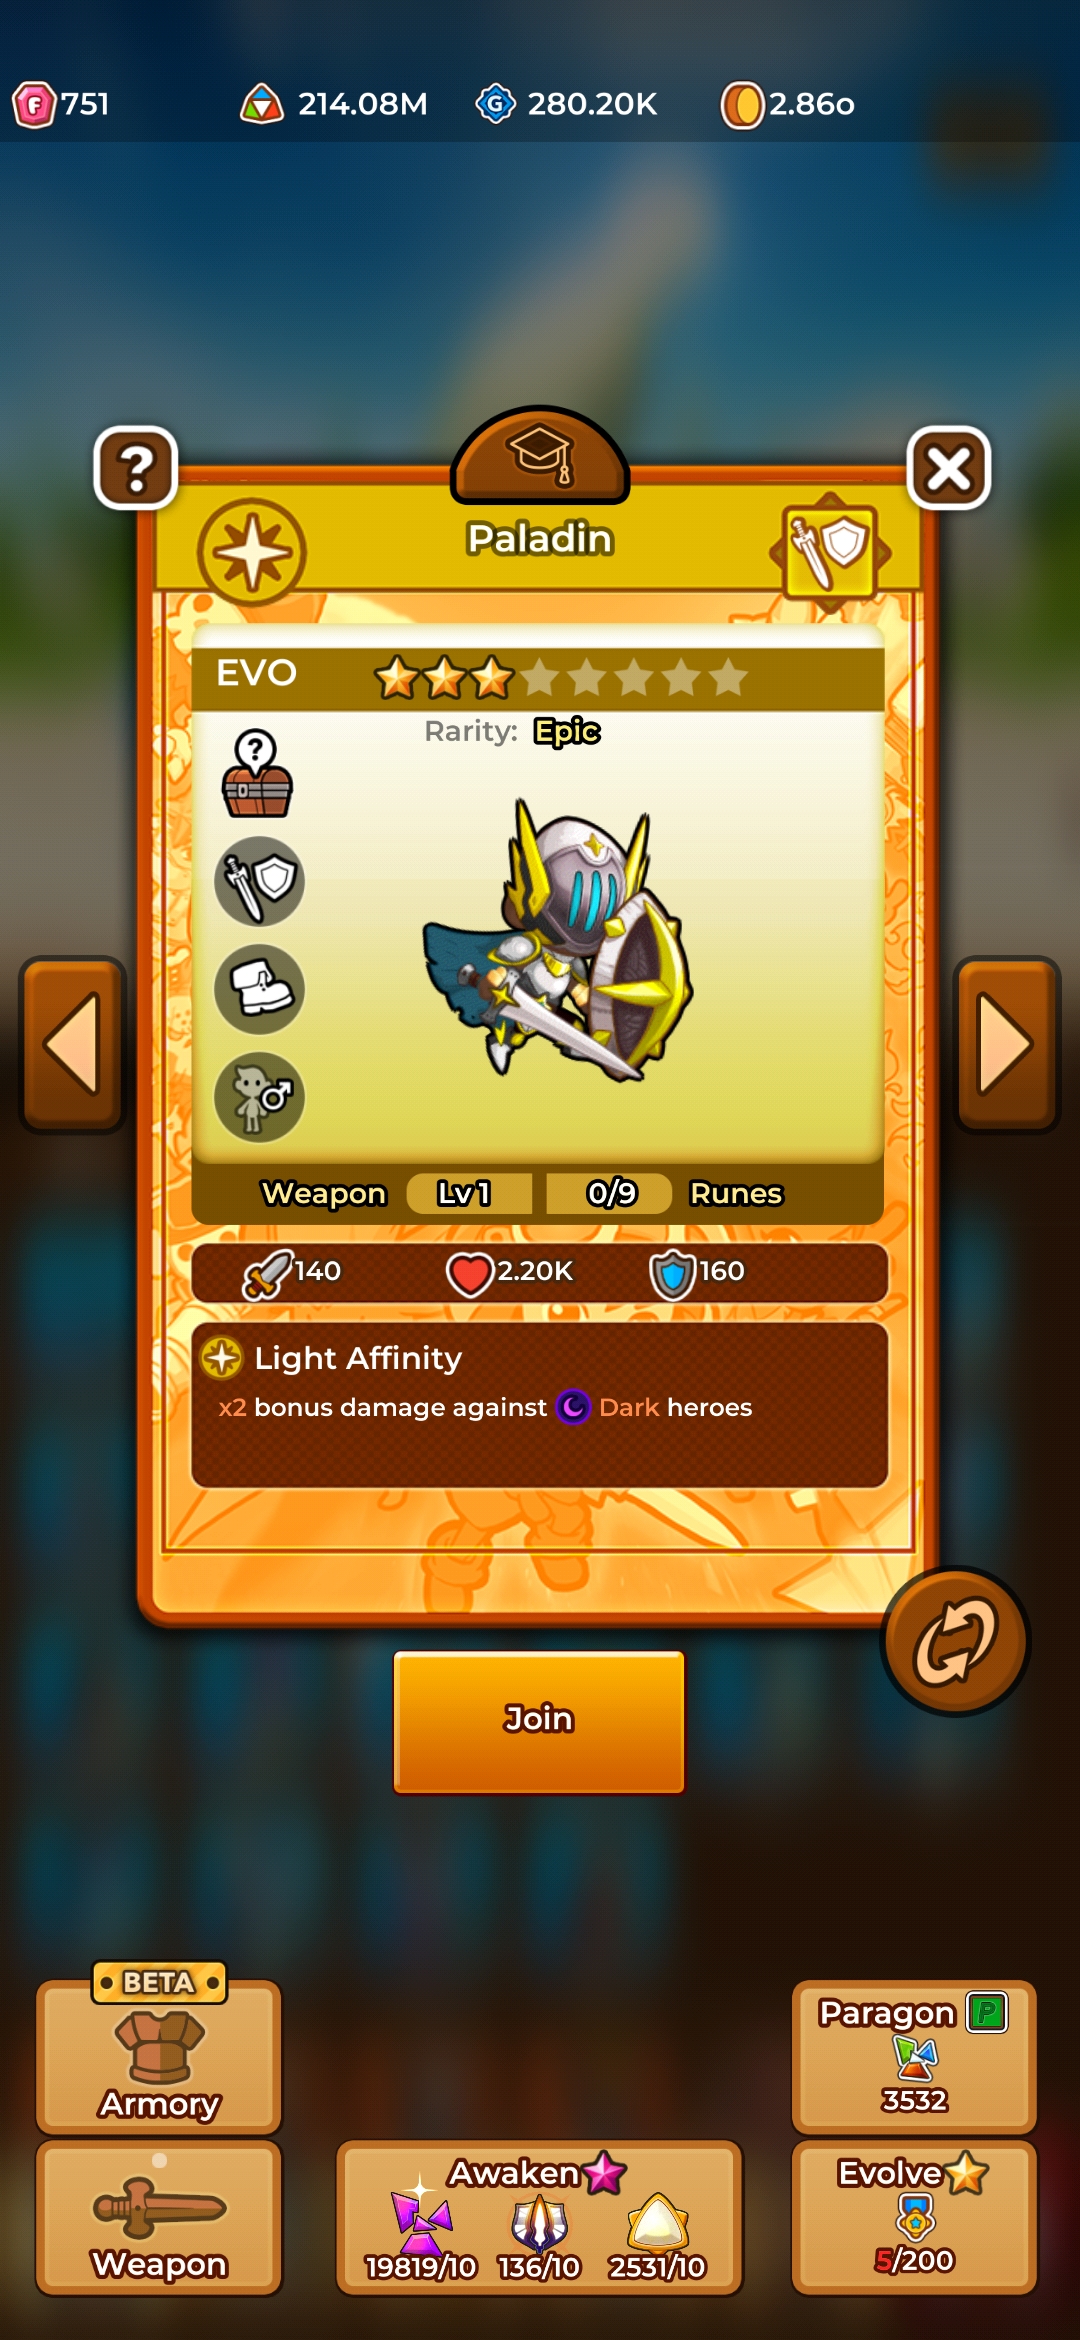 F 751 214.08M G 280.20K 2.86o
?
Paladin
EVO
Rarity: Epic
?
Weapon Lv 1 0/9 Runes
140 2.20K 160
Light Affinity
x2 bonus damage against Dark heroes
Join
BETA
Armory
Paragon P
3532
Weapon
Awaken
19819/10 136/10 2531/10
Evolve
5/200